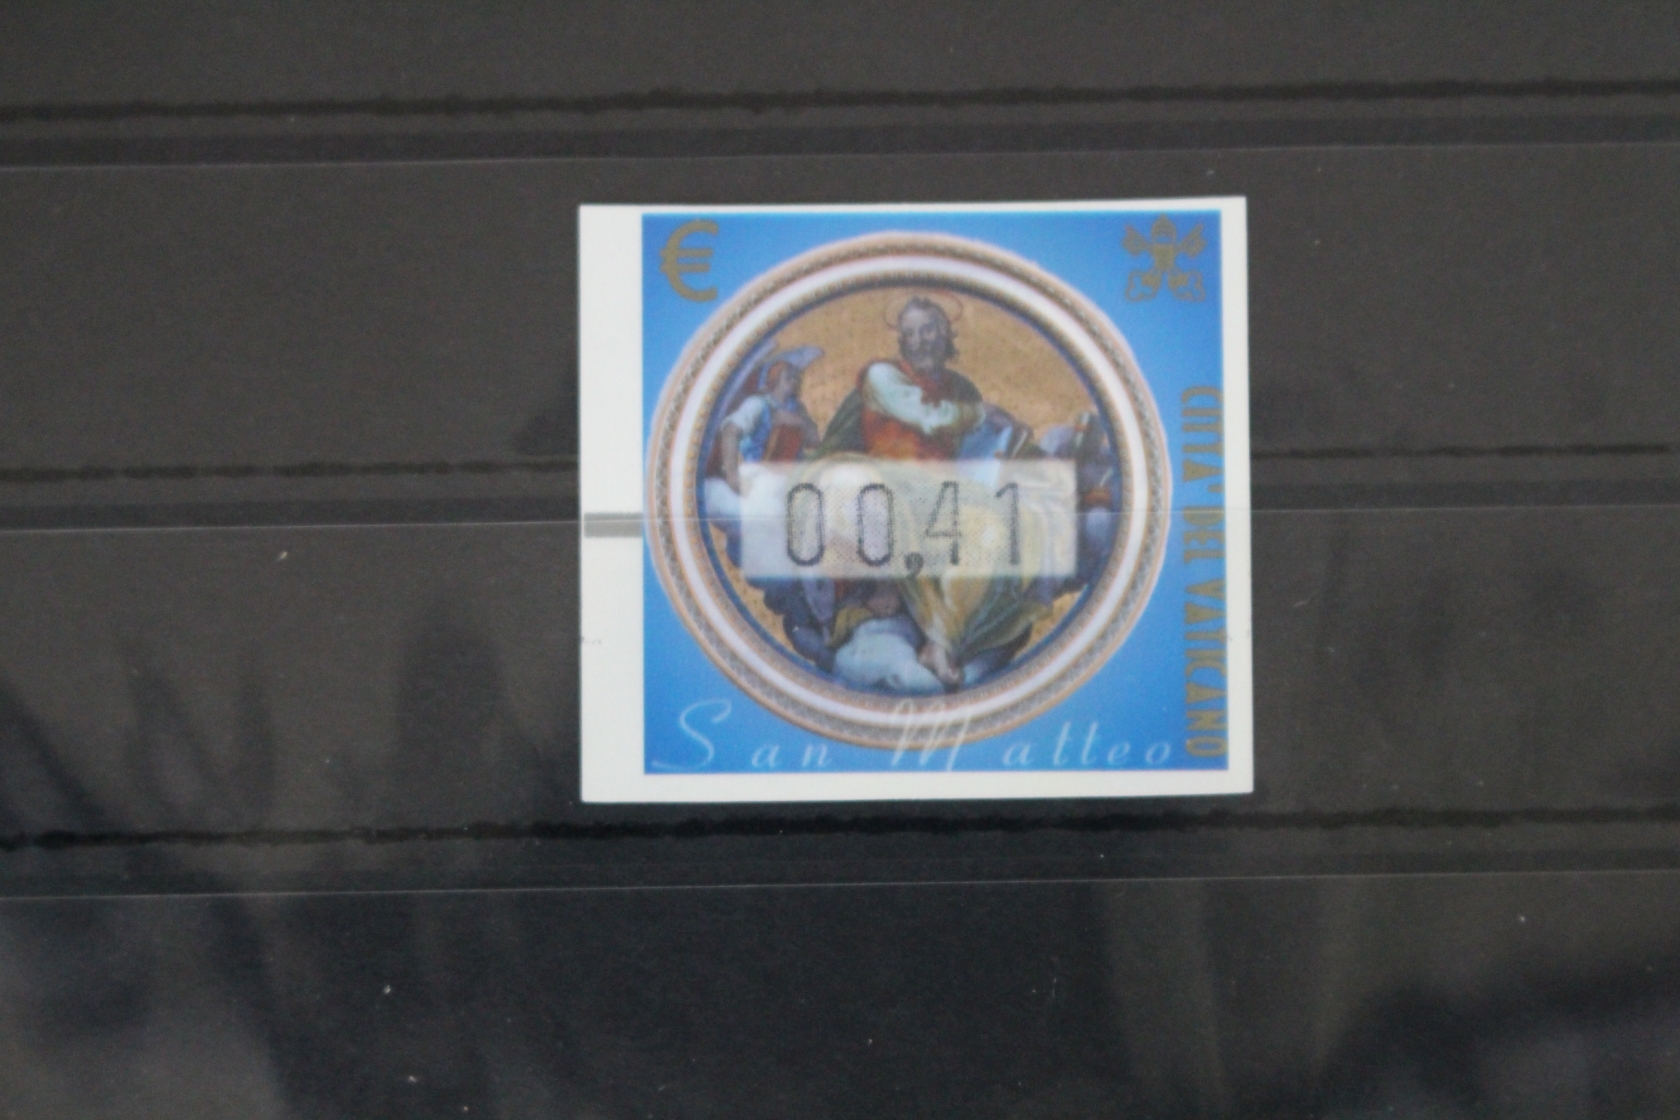 €
CITTA' DEL VATICANO
00,41
San Matteo